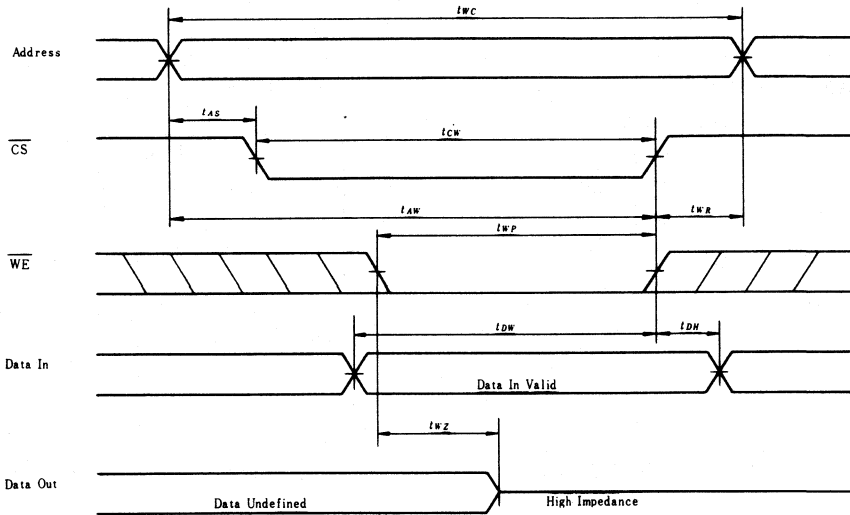 tWC
Address
tAS
tCW
CS
tAW
tWR
tWP
WE
tDW
tDH
Data In
Data In Valid
tWZ
Data Out
Data Undefined
High Impedance